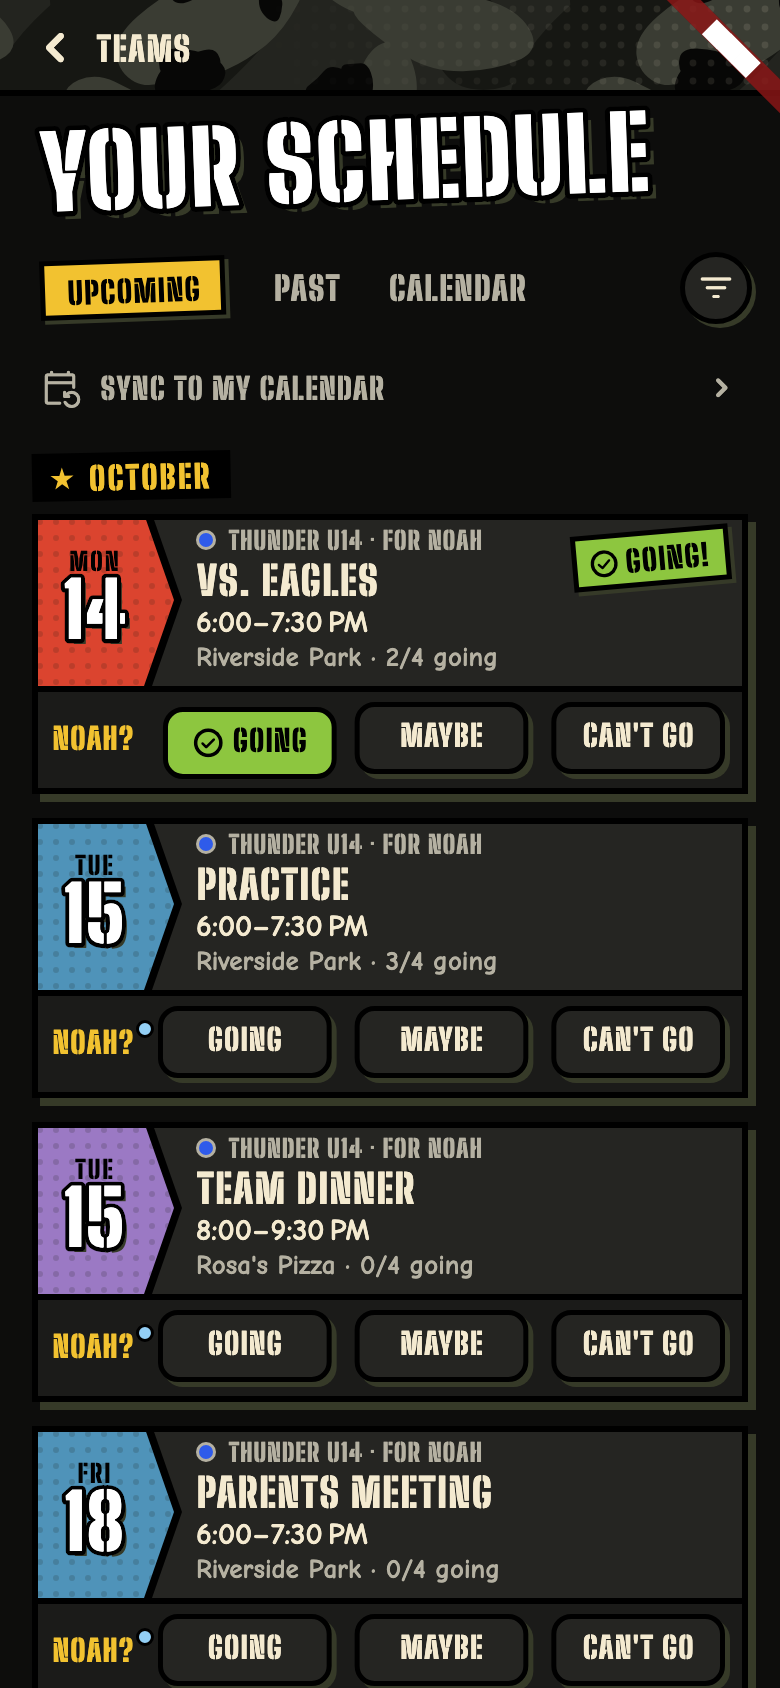 TEAMS
YOUR SCHEDULE
UPCOMING PAST CALENDAR
SYNC TO MY CALENDAR
★ OCTOBER
MON
14
THUNDER U14 · FOR NOAH
VS. EAGLES
6:00–7:30 PM
Riverside Park · 2/4 going
GOING!
NOAH? GOING MAYBE CAN'T GO
TUE
15
THUNDER U14 · FOR NOAH
PRACTICE
6:00–7:30 PM
Riverside Park · 3/4 going
NOAH? GOING MAYBE CAN'T GO
TUE
15
THUNDER U14 · FOR NOAH
TEAM DINNER
8:00–9:30 PM
Rosa's Pizza · 0/4 going
NOAH? GOING MAYBE CAN'T GO
FRI
18
THUNDER U14 · FOR NOAH
PARENTS MEETING
6:00–7:30 PM
Riverside Park · 0/4 going
NOAH? GOING MAYBE CAN'T GO